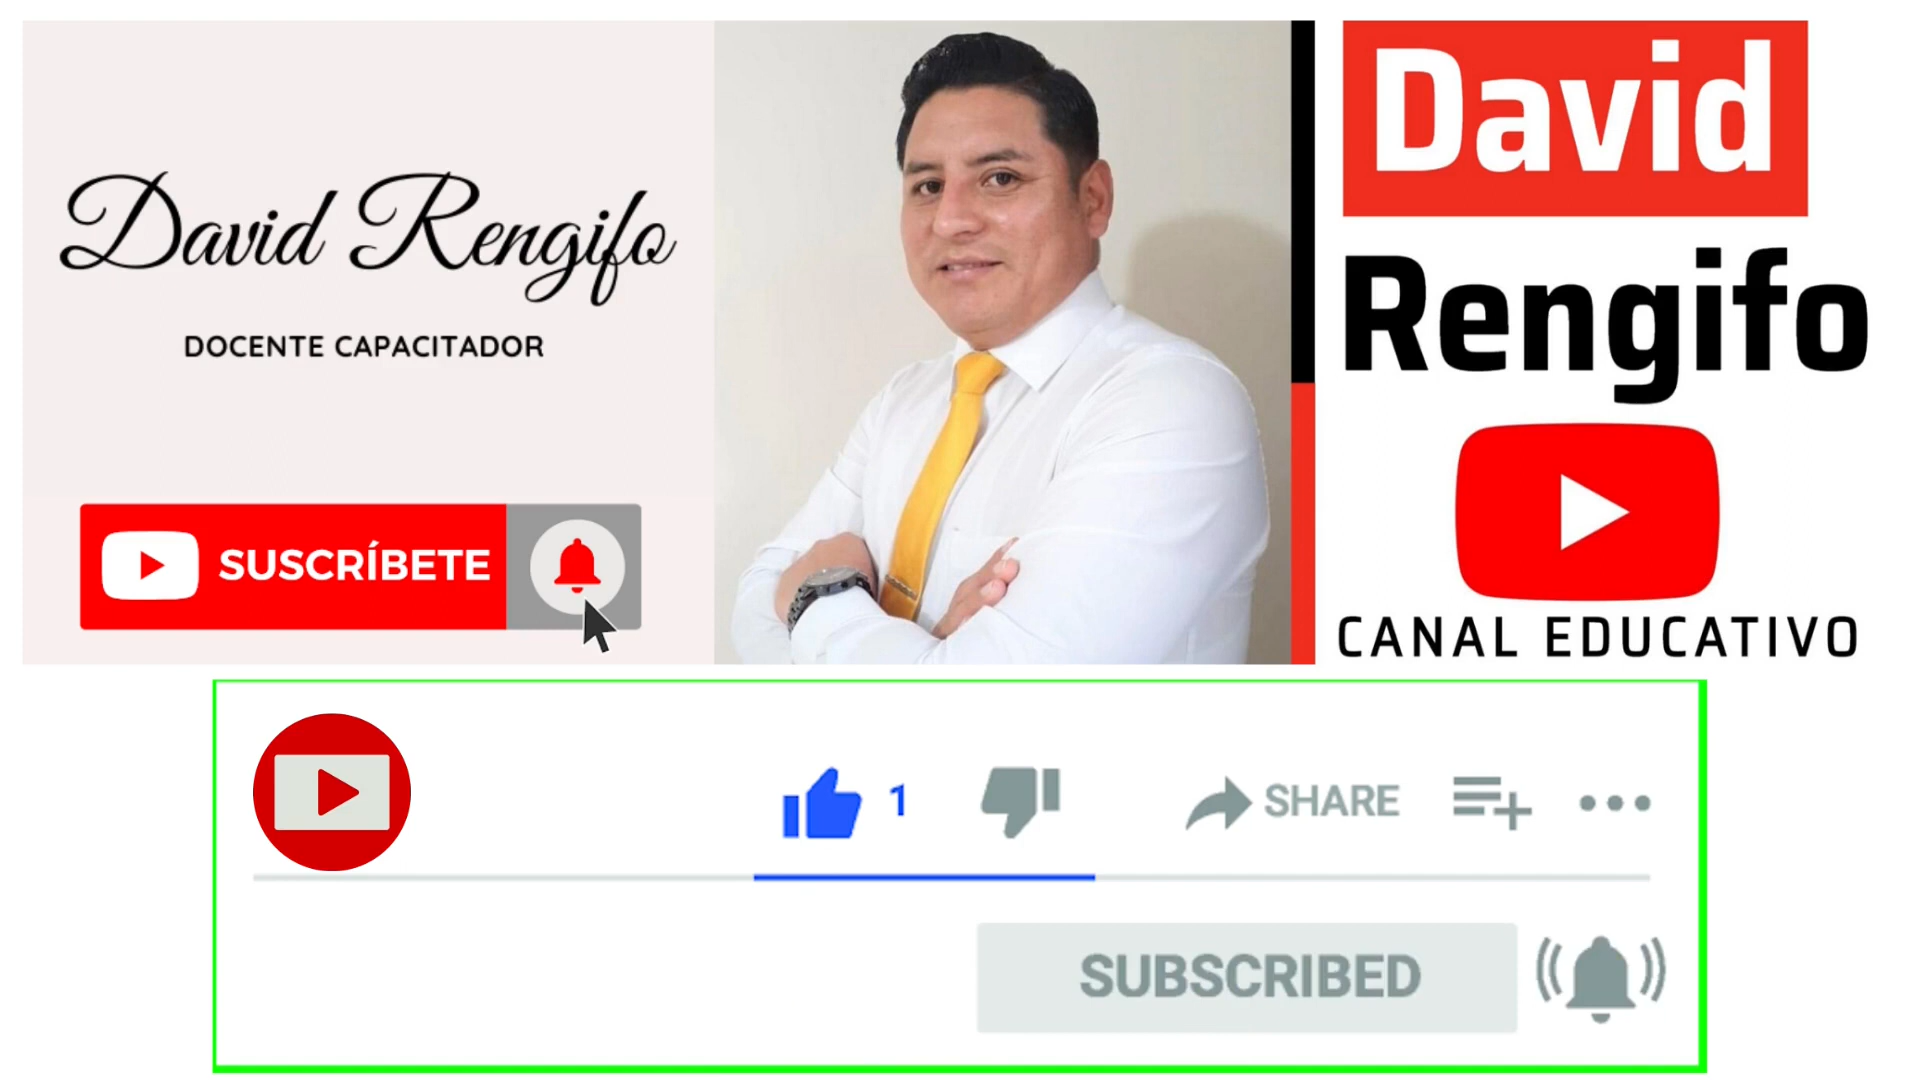 David Rengifo
DOCENTE CAPACITADOR
SUSCRÍBETE
David
Rengifo
CANAL EDUCATIVO
1
SHARE
SUBSCRIBED